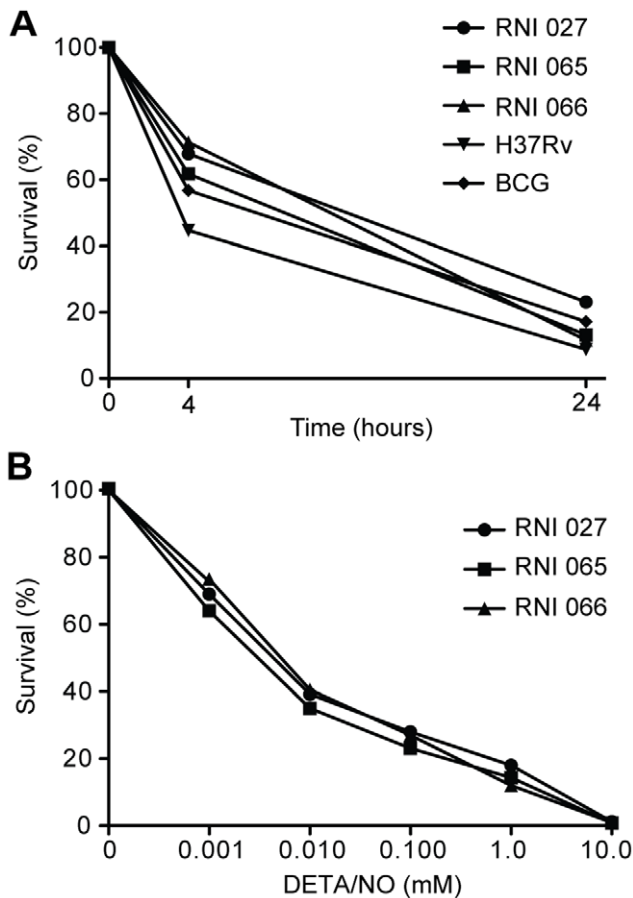 A
RNI 027
RNI 065
RNI 066
H37Rv
BCG
Survival (%)
100
80
60
40
20
0
0
4
24
Time (hours)
B
RNI 027
RNI 065
RNI 066
Survival (%)
100
80
60
40
20
0
0
0.001
0.010
0.100
1.0
10.0
DETA/NO (mM)